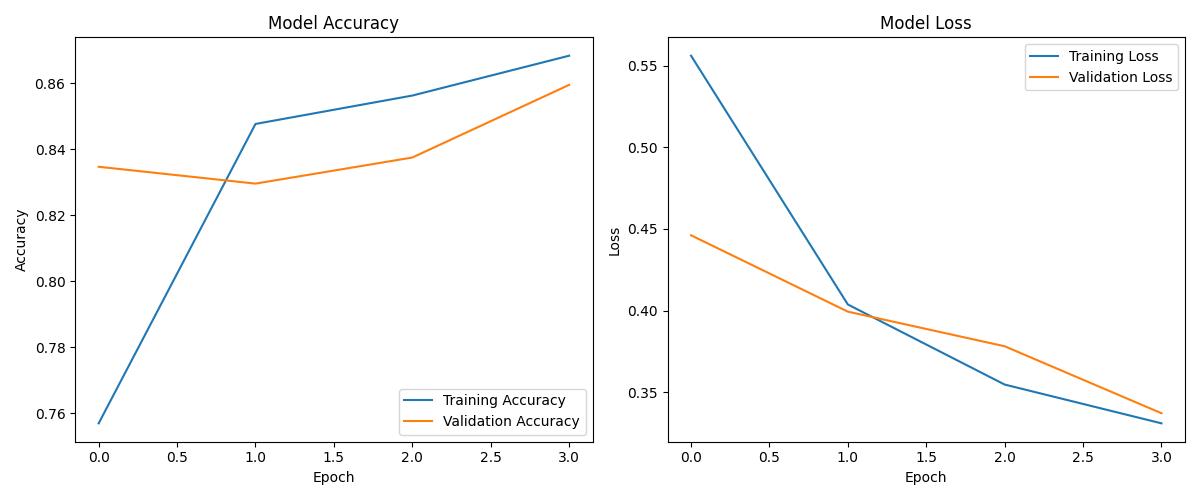 Model Accuracy
Accuracy
0.86
0.84
0.82
0.80
0.78
0.76
0.0 0.5 1.0 1.5 2.0 2.5 3.0
Epoch
Training Accuracy
Validation Accuracy
Model Loss
Loss
0.55
0.50
0.45
0.40
0.35
0.0 0.5 1.0 1.5 2.0 2.5 3.0
Epoch
Training Loss
Validation Loss